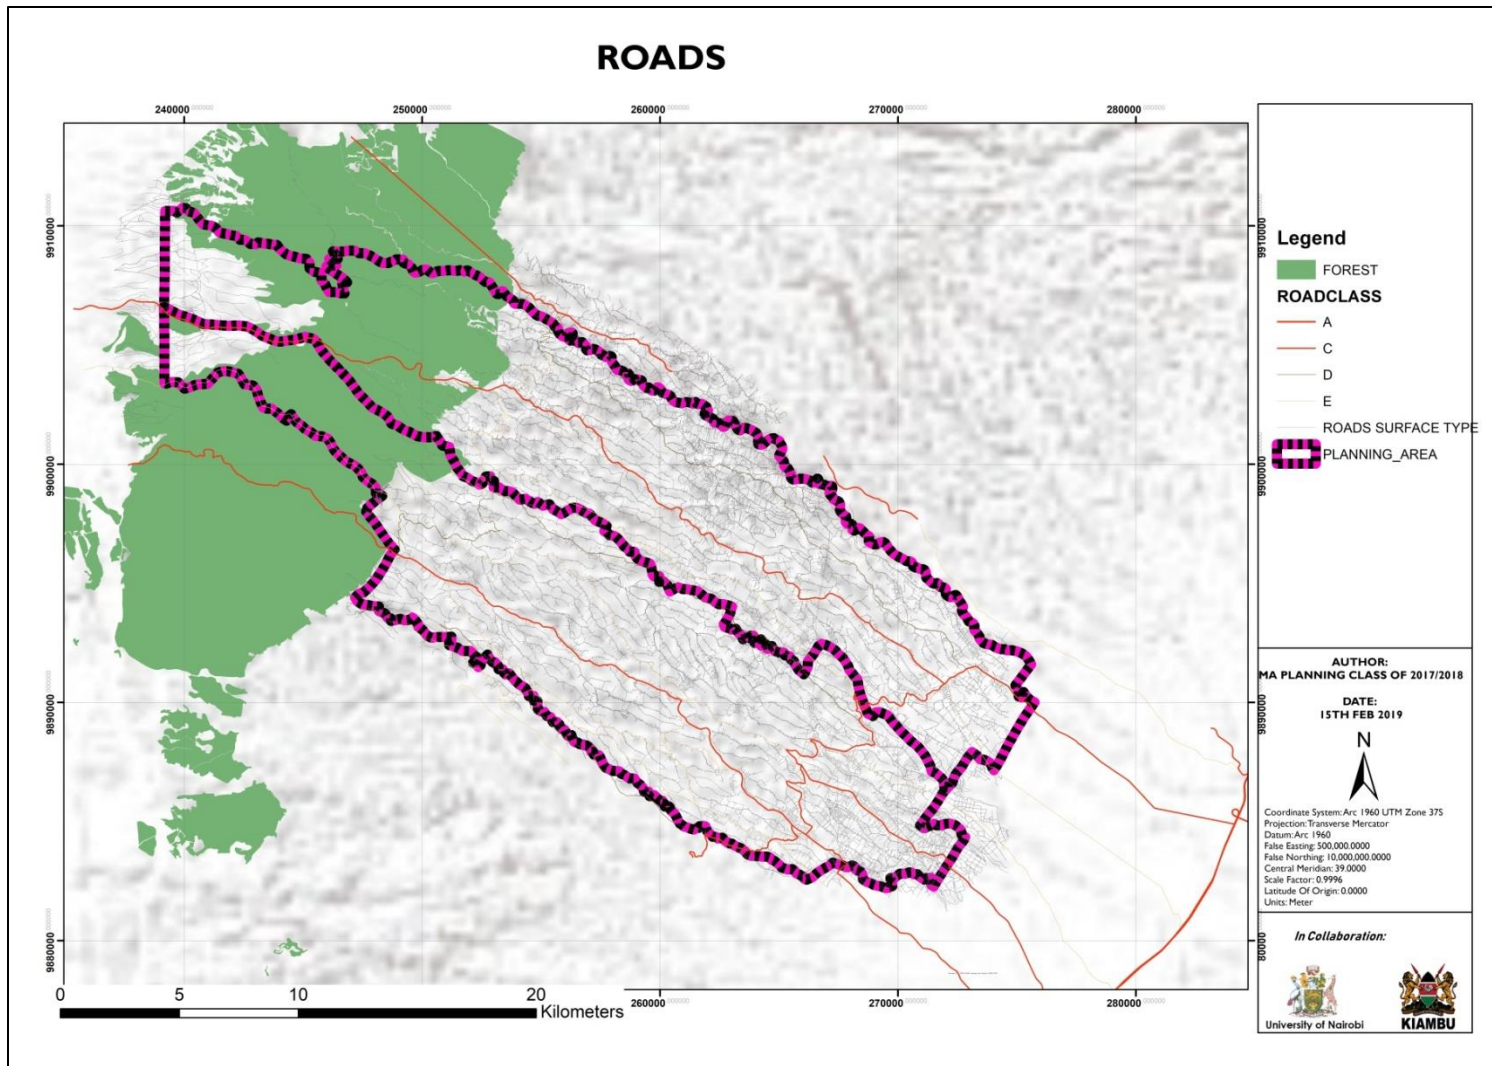 ROADS
240000 250000 260000 270000 280000
9910000 9910000
9900000 9900000
9890000 9890000
9880000 80000
260000 270000 280000
0 5 10 20
Kilometers
Legend
FOREST
ROADCLASS
A
C
D
E
ROADS SURFACE TYPE
PLANNING_AREA
AUTHOR:
MA PLANNING CLASS OF 2017/2018
DATE:
15TH FEB 2019
N
Coordinate System: Arc 1960 UTM Zone 37S
Projection: Transverse Mercator
Datum: Arc 1960
False Easting: 500,000.0000
False Northing: 10,000,000.0000
Central Meridian: 39.0000
Scale Factor: 0.9996
Latitude Of Origin: 0.0000
Units: Meter
In Collaboration:
University of Nairobi
KIAMBU